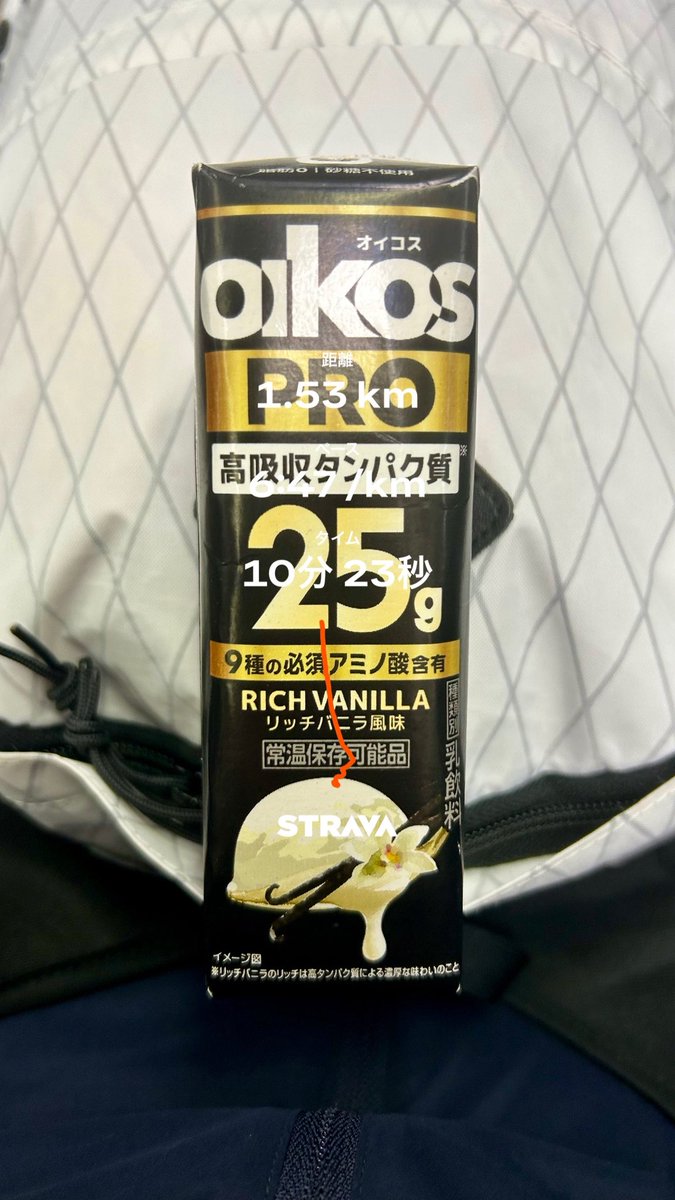 脂肪0 | 砂糖不使用
オイコス
oikos
PRO
距離
1.53 km
ペース
高吸収タンパク質※
6:47 /km
タイム
25g
10分 23秒
9種の必須アミノ酸含有
RICH VANILLA
リッチバニラ風味
常温保存可能品
種類別 乳飲料
STRAVA
イメージ図
※リッチバニラのリッチは高タンパク質による濃厚な味わいのこと